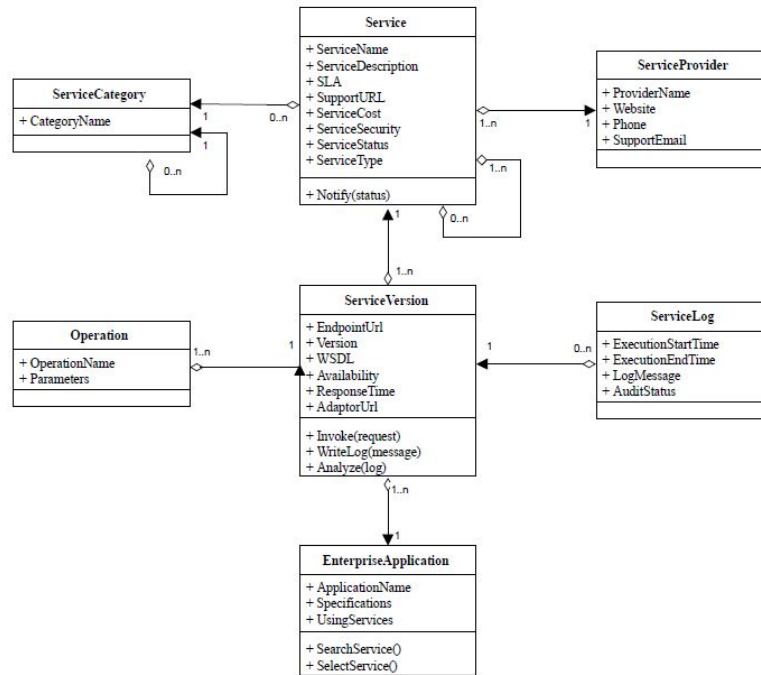 Service
+ ServiceName
+ ServiceDescription
+ SLA
+ SupportURL
+ ServiceCost
+ ServiceSecurity
+ ServiceStatus
+ ServiceType
+ Notify(status)
ServiceCategory
+ CategoryName
ServiceProvider
+ ProviderName
+ Website
+ Phone
+ SupportEmail
1
0..n
1
0..n
1..n
1
1..n
0..n
1
1..n
ServiceVersion
+ EndpointUrl
+ Version
+ WSDL
+ Availability
+ ResponseTime
+ AdaptorUrl
+ Invoke(request)
+ WriteLog(message)
+ Analyze(log)
Operation
+ OperationName
+ Parameters
1..n
1
ServiceLog
+ ExecutionStartTime
+ ExecutionEndTime
+ LogMessage
+ AuditStatus
1
0..n
1..n
1
EnterpriseApplication
+ ApplicationName
+ Specifications
+ UsingServices
+ SearchService()
+ SelectService()